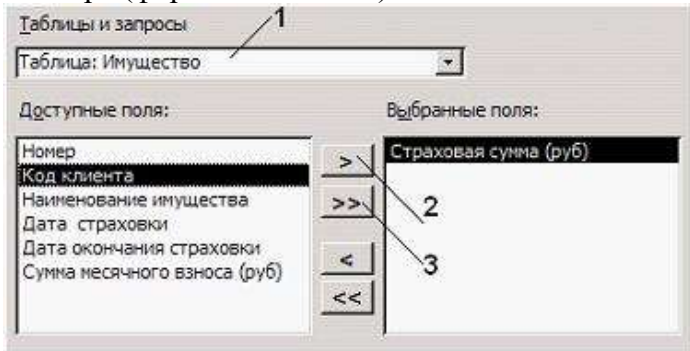 1
Таблицы и запросы
Таблица: Имущество
Доступные поля:
Выбранные поля:
Номер
Код клиента
Наименование имущества
Дата страховки
Дата окончания страховки
Сумма месячного взноса (руб)
>
>>
<
<<
Страховая сумма (руб)
2
3